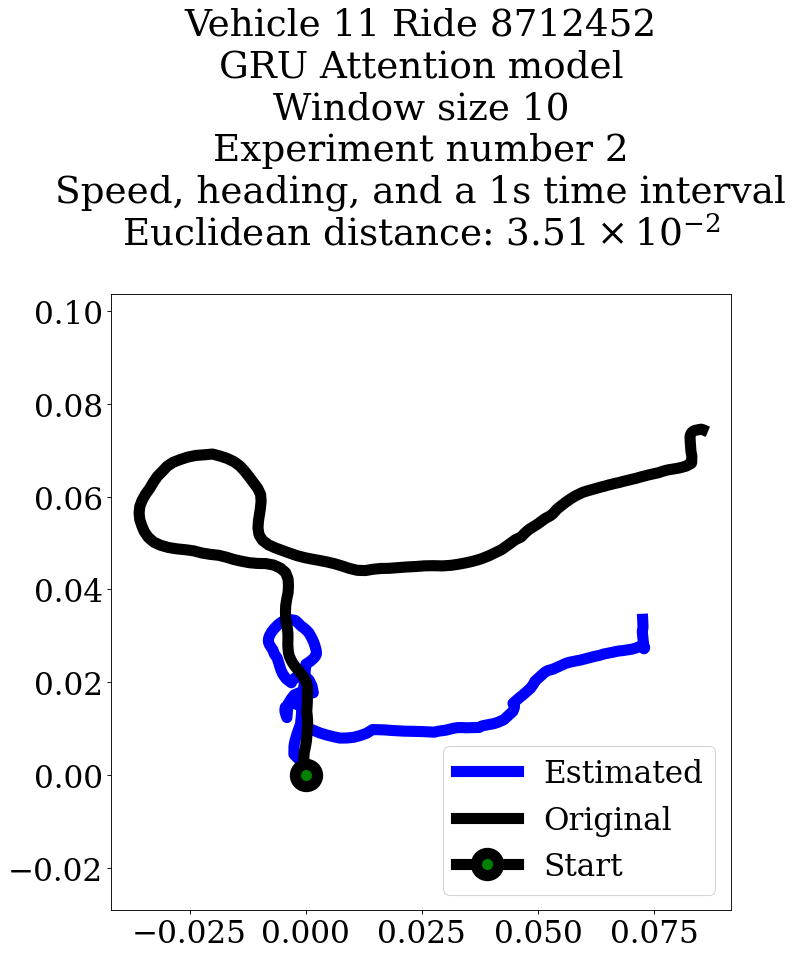 Vehicle 11 Ride 8712452
GRU Attention model
Window size 10
Experiment number 2
Speed, heading, and a 1s time interval
Euclidean distance: 3.51 × 10⁻²
0.10
0.08
0.06
0.04
0.02
0.00
−0.02
Estimated
Original
Start
−0.025 0.000 0.025 0.050 0.075